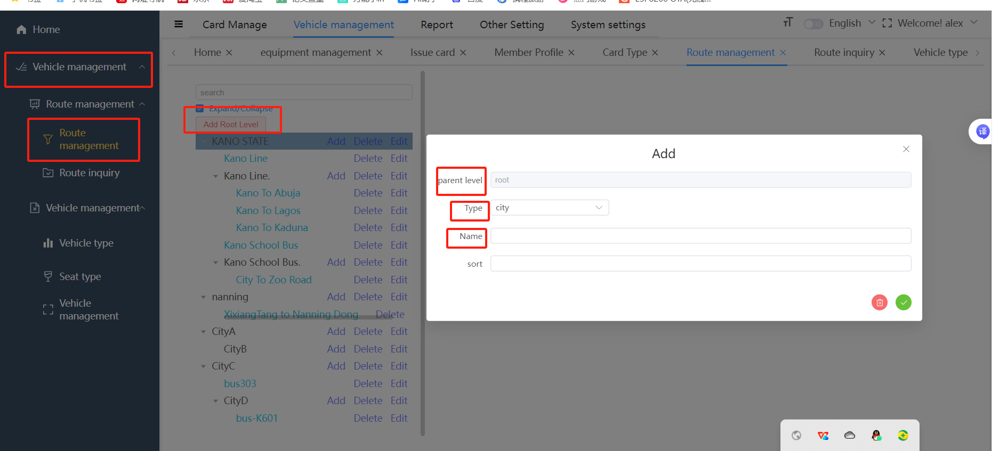 Home
Card Manage
Vehicle management
Report
Other Setting
System settings
English
Welcome! alex
Home
equipment management
Issue card
Member Profile
Card Type
Route management
Route inquiry
Vehicle type
Vehicle management
Route management
Route
management
Route inquiry
Vehicle management
Vehicle type
Seat type
Vehicle
management
search
Expand/Collapse
Add Root Level
KANO STATE Add Delete Edit
Kano Line Delete Edit
Kano Line. Add Delete Edit
Kano To Abuja Delete Edit
Kano To Lagos Delete Edit
Kano To Kaduna Delete Edit
Kano School Bus Delete Edit
Kano School Bus. Add Delete Edit
City To Zoo Road Delete Edit
nanning Add Delete Edit
XixiangTang to Nanning Dong Delete
CityA Add Delete Edit
CityB Add Delete Edit
CityC Add Delete Edit
bus303 Delete Edit
CityD Add Delete Edit
bus-K601 Delete Edit
Add
parent level root
Type city
Name
sort
译